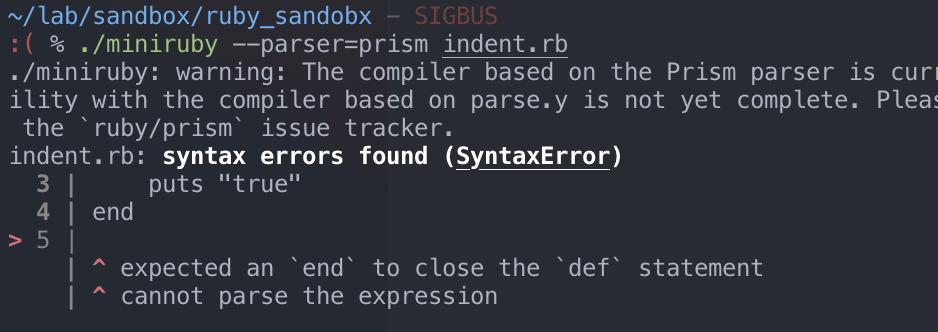 ~/lab/sandbox/ruby_sandobx – SIGBUS
:( % ./miniruby --parser=prism indent.rb
./miniruby: warning: The compiler based on the Prism parser is curr
ility with the compiler based on parse.y is not yet complete. Pleas
the `ruby/prism` issue tracker.
indent.rb: syntax errors found (SyntaxError)
3 |     puts "true"
4 | end
> 5 |
| ^ expected an `end` to close the `def` statement
| ^ cannot parse the expression